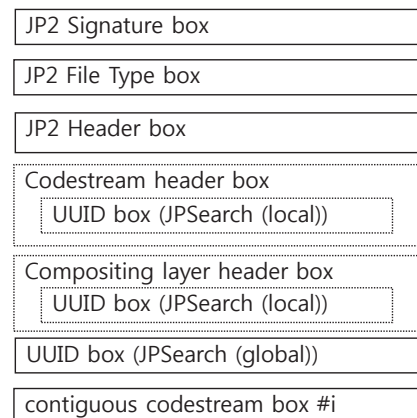 JP2 Signature box
JP2 File Type box
JP2 Header box
Codestream header box
UUID box (JPSearch (local))
Compositing layer header box
UUID box (JPSearch (local))
UUID box (JPSearch (global))
contiguous codestream box #i